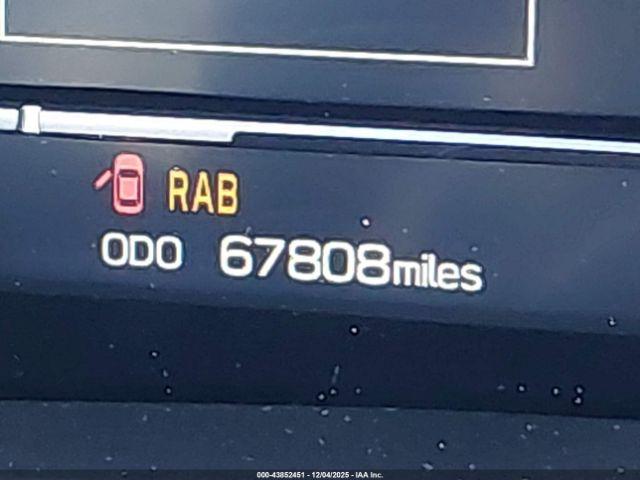 RAB
ODO 67808miles
000-43852451 - 12/04/2025 - IAA Inc.